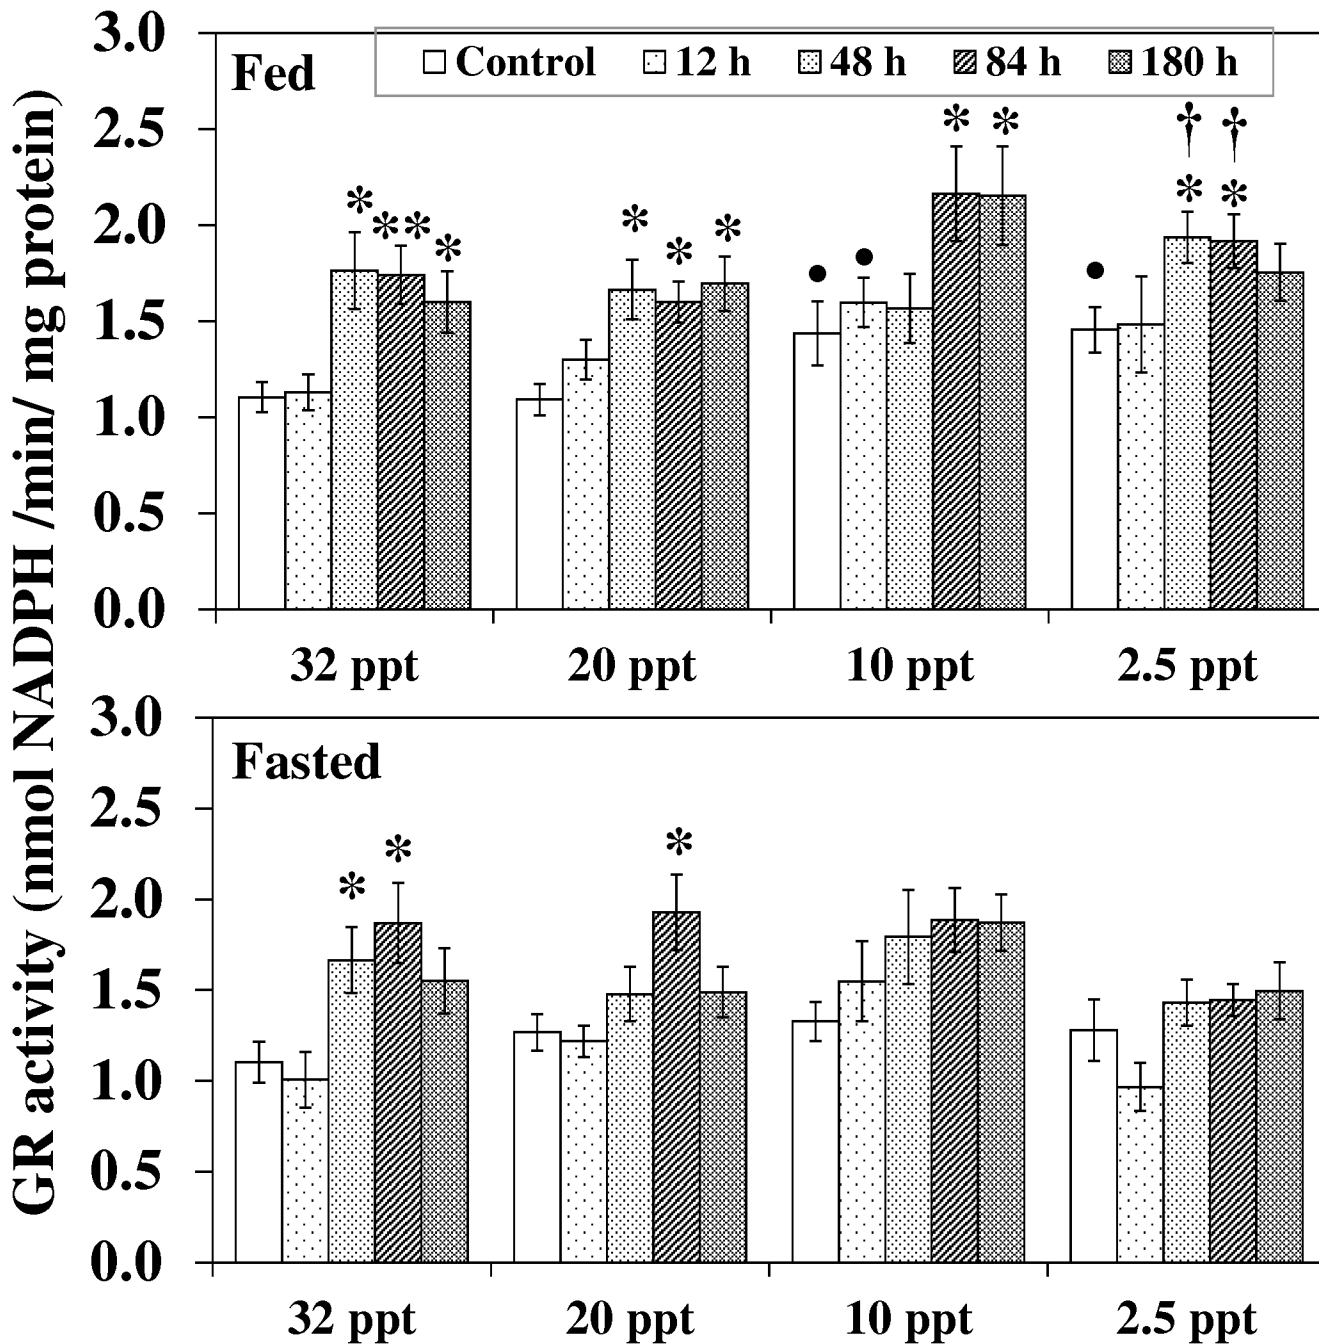 GR activity (nmol NADPH /min/ mg protein)
3.0
2.5
2.0
1.5
1.0
0.5
0.0
Fed
Control 12 h 48 h 84 h 180 h
* ** * * * * * * † † * *
• • •
32 ppt 20 ppt 10 ppt 2.5 ppt
3.0
2.5
2.0
1.5
1.0
0.5
0.0
Fasted
* * *
32 ppt 20 ppt 10 ppt 2.5 ppt